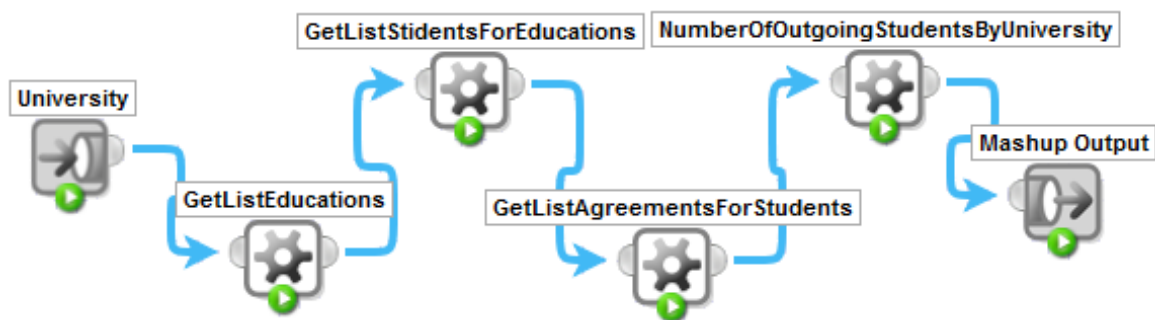 University
GetListEducations
GetListStidentsForEducations
GetListAgreementsForStudents
NumberOfOutgoingStudentsByUniversity
Mashup Output